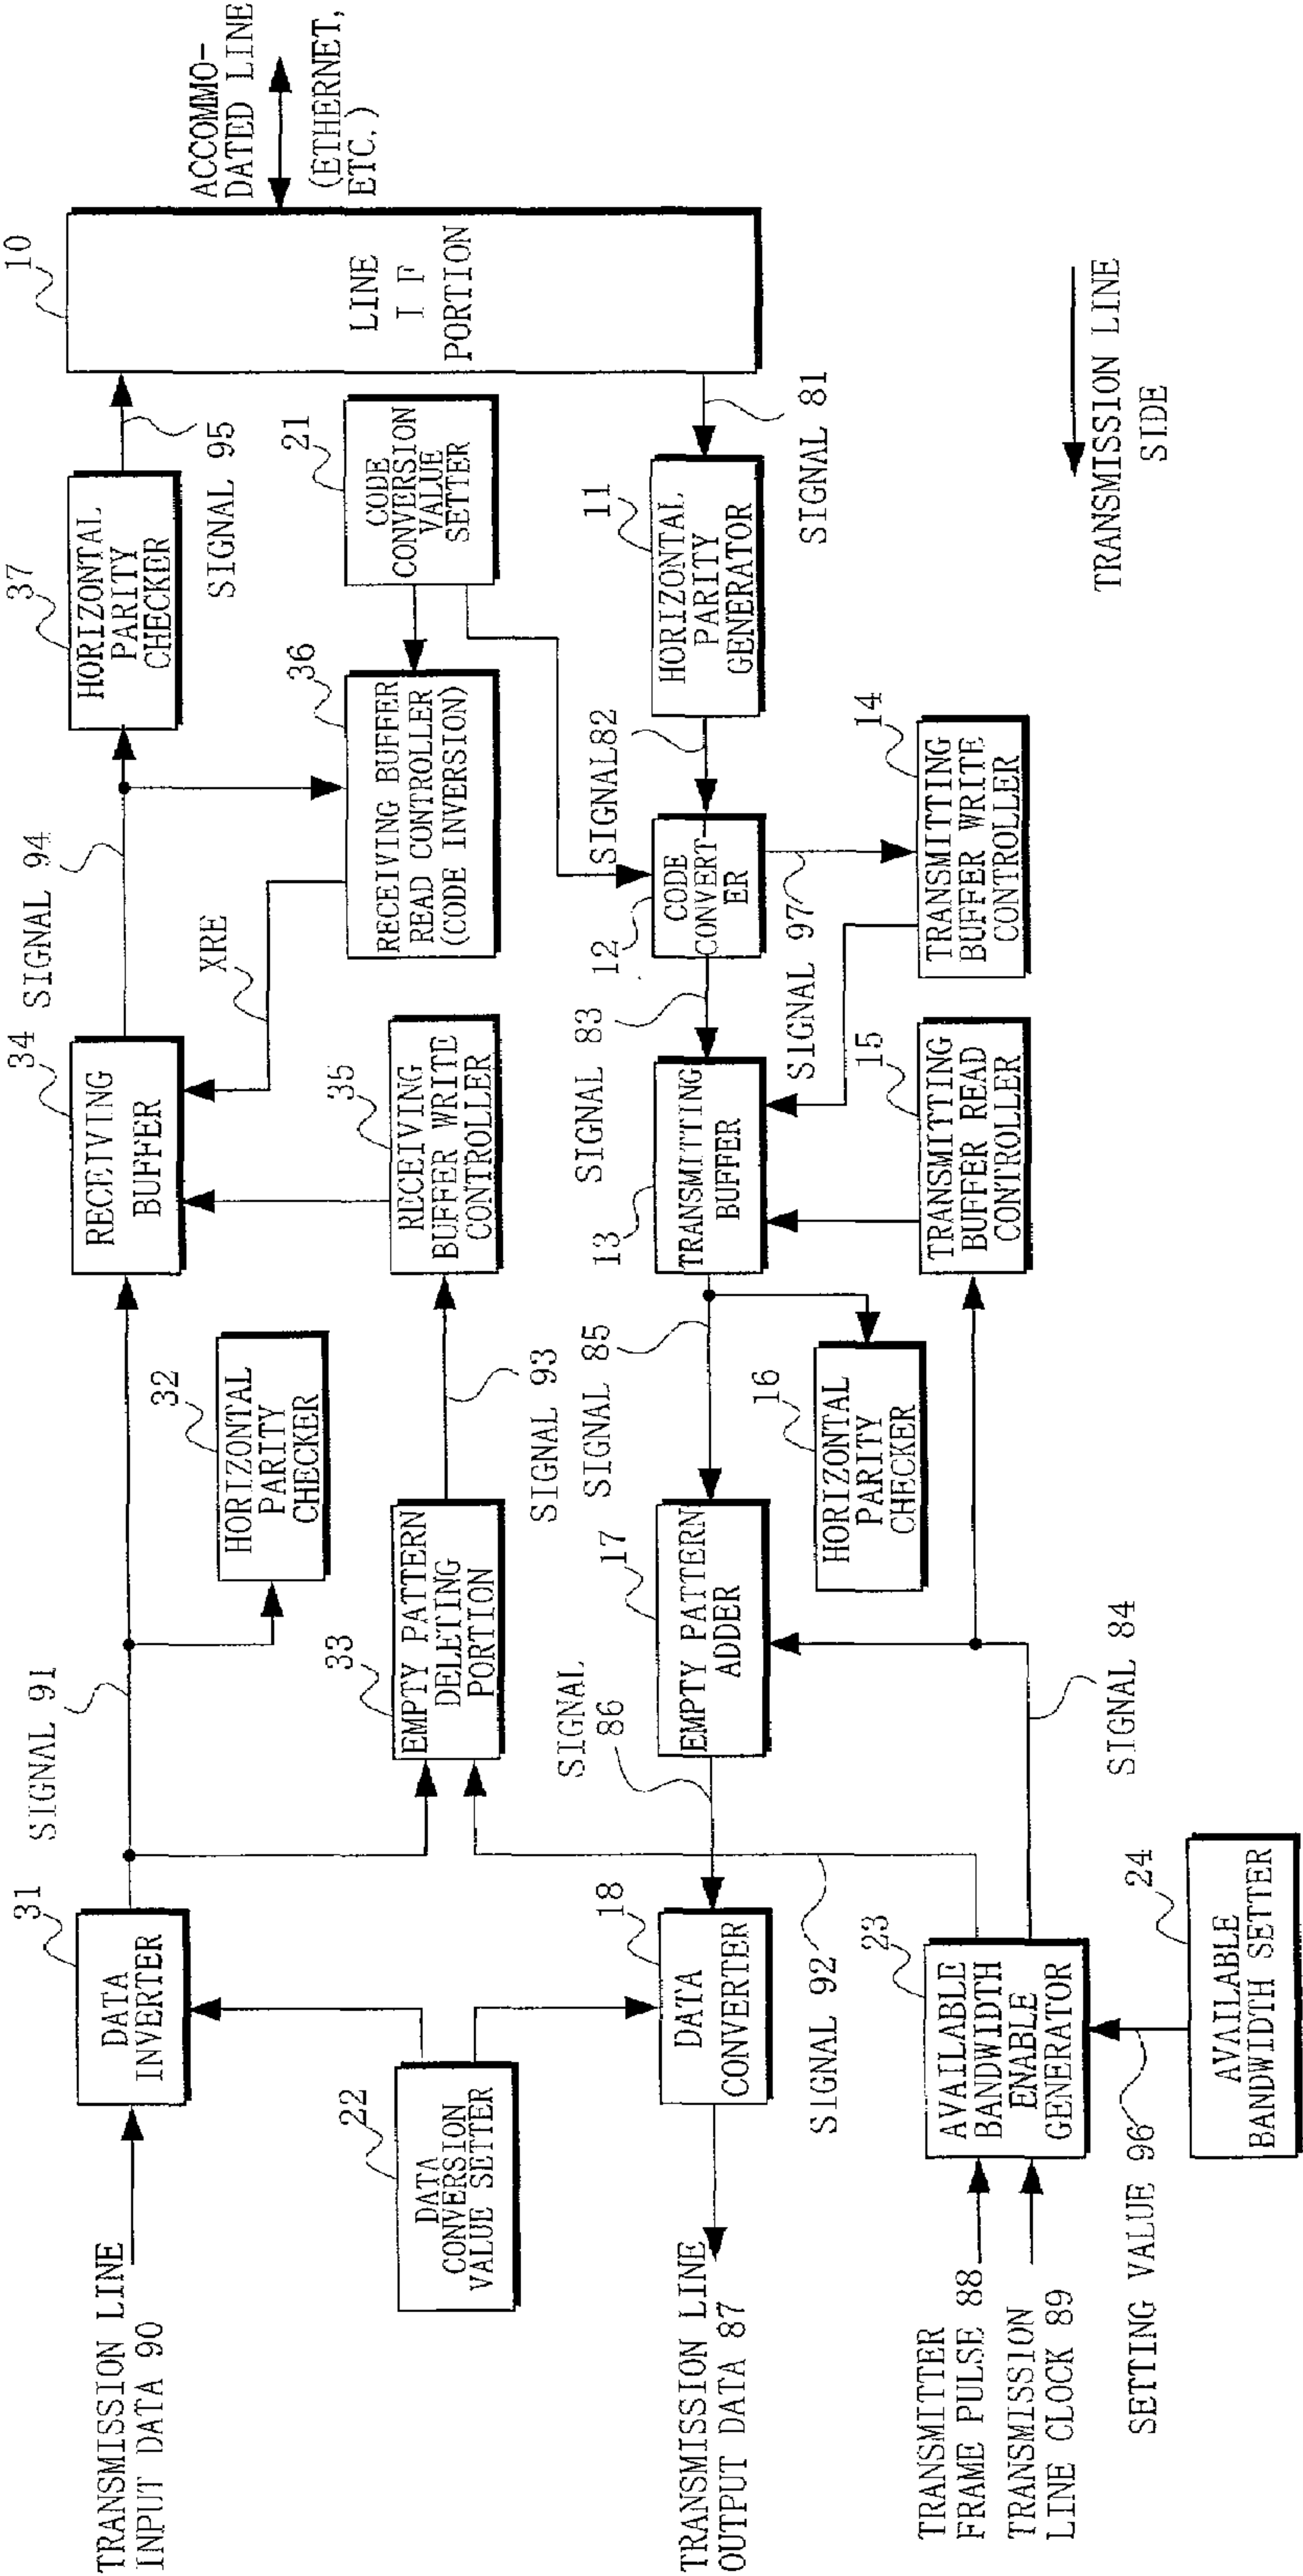 TRANSMISSION LINE
INPUT DATA 90
31
DATA
INVERTER
SIGNAL 91
32
HORIZONTAL
PARITY
CHECKER
34
RECEIVING
BUFFER
SIGNAL 94
37
HORIZONTAL
PARITY
CHECKER
SIGNAL 95
10
LINE
I F
PORTION
ACCOMMO-
DATED LINE
(ETHERNET,
ETC.)
22
DATA
CONVERSION
VALUE SETTER
33
EMPTY PATTERN
DELETING
PORTION
SIGNAL 93
35
RECEIVING
BUFFER WRITE
CONTROLLER
XRE
36
RECEIVING BUFFER
READ CONTROLLER
(CODE INVERSION)
21
CODE
CONVERSION
VALUE
SETTER
TRANSMISSION LINE
OUTPUT DATA 87
18
DATA
CONVERTER
SIGNAL
86
17
EMPTY PATTERN
ADDER
SIGNAL 85
16
HORIZONTAL
PARITY
CHECKER
13
TRANSMITTING
BUFFER
SIGNAL 83
12
CODE
CONVERT
ER
SIGNAL82
11
HORIZONTAL
PARITY
GENERATOR
SIGNAL 81
SIGNAL 92
SIGNAL 97
TRANSMITTER
FRAME PULSE 88
TRANSMISSION
LINE CLOCK 89
23
AVAILABLE
BANDWIDTH
ENABLE
GENERATOR
SIGNAL 84
15
TRANSMITTING
BUFFER READ
CONTROLLER
14
TRANSMITTING
BUFFER WRITE
CONTROLLER
SETTING VALUE 96
24
AVAILABLE
BANDWIDTH SETTER
TRANSMISSION LINE
SIDE